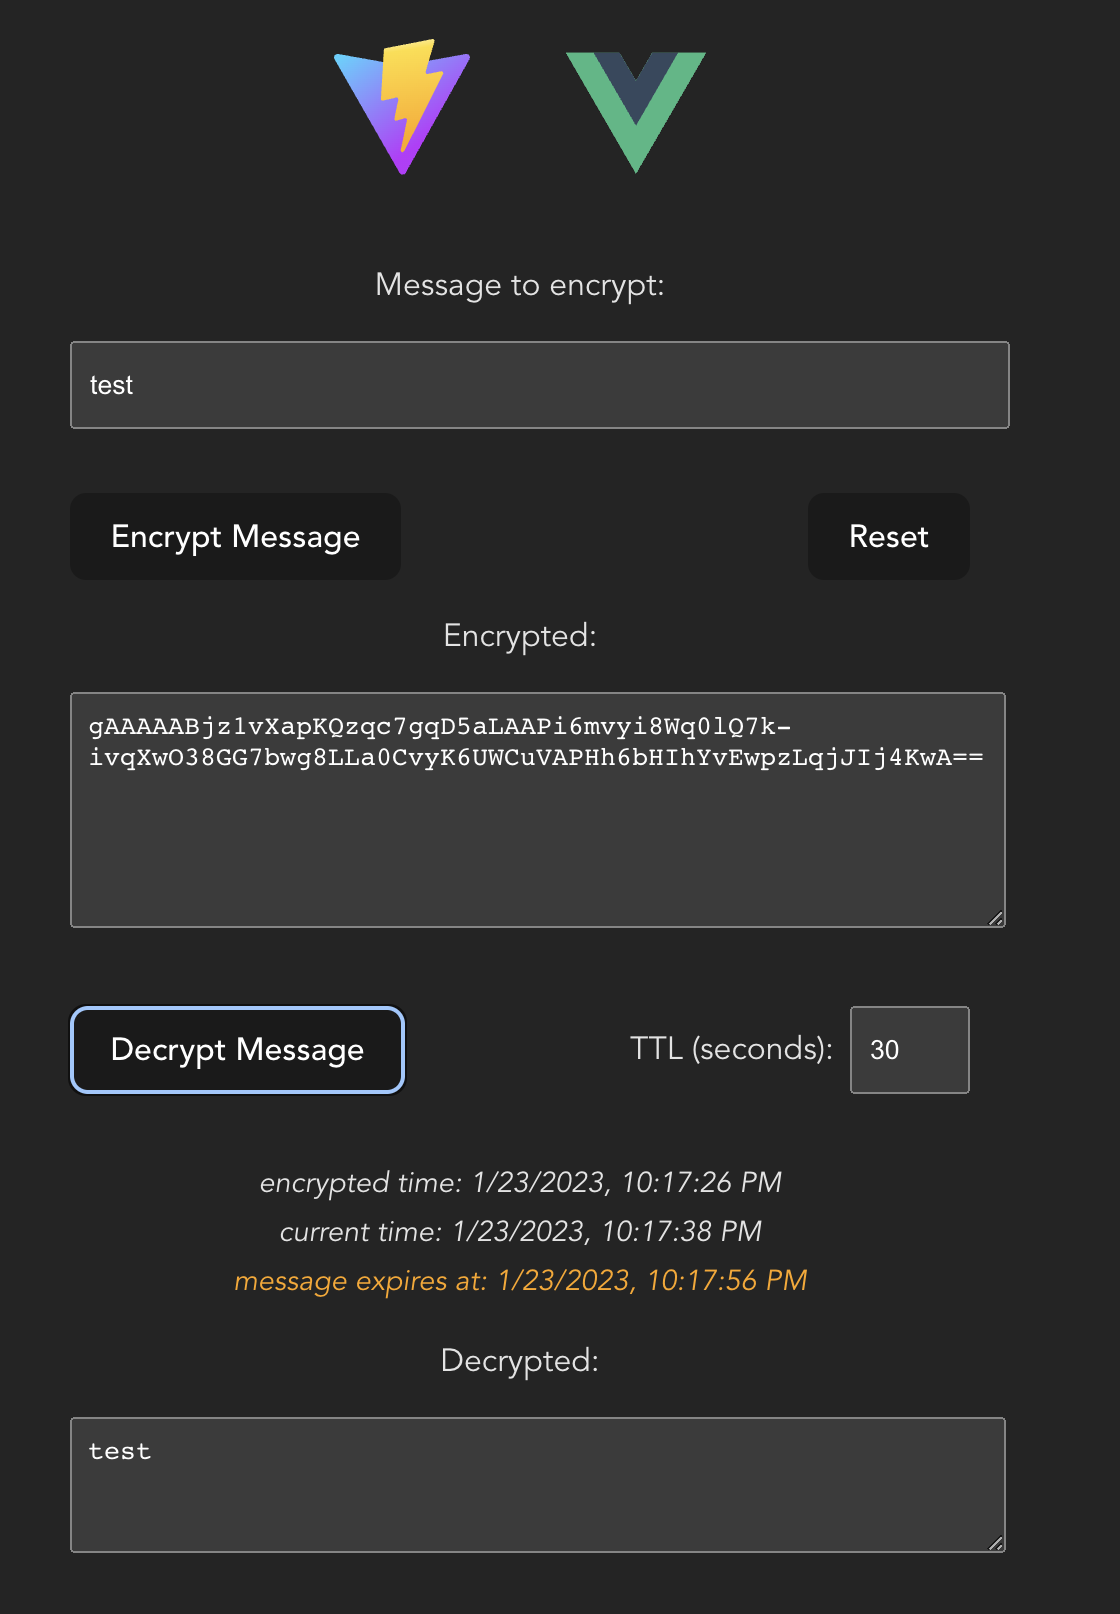 Message to encrypt:
test
Encrypt Message
Reset
Encrypted:
gAAAAABjz1vXapKQzqc7gqD5aLAAPi6mvyi8Wq0lQ7k-
ivqXwO38GG7bwg8LLa0CvyK6UWCuVAPHh6bHIhYvEwpzLqjJIj4KwA==
Decrypt Message
TTL (seconds):
30
encrypted time: 1/23/2023, 10:17:26 PM
current time: 1/23/2023, 10:17:38 PM
message expires at: 1/23/2023, 10:17:56 PM
Decrypted:
test